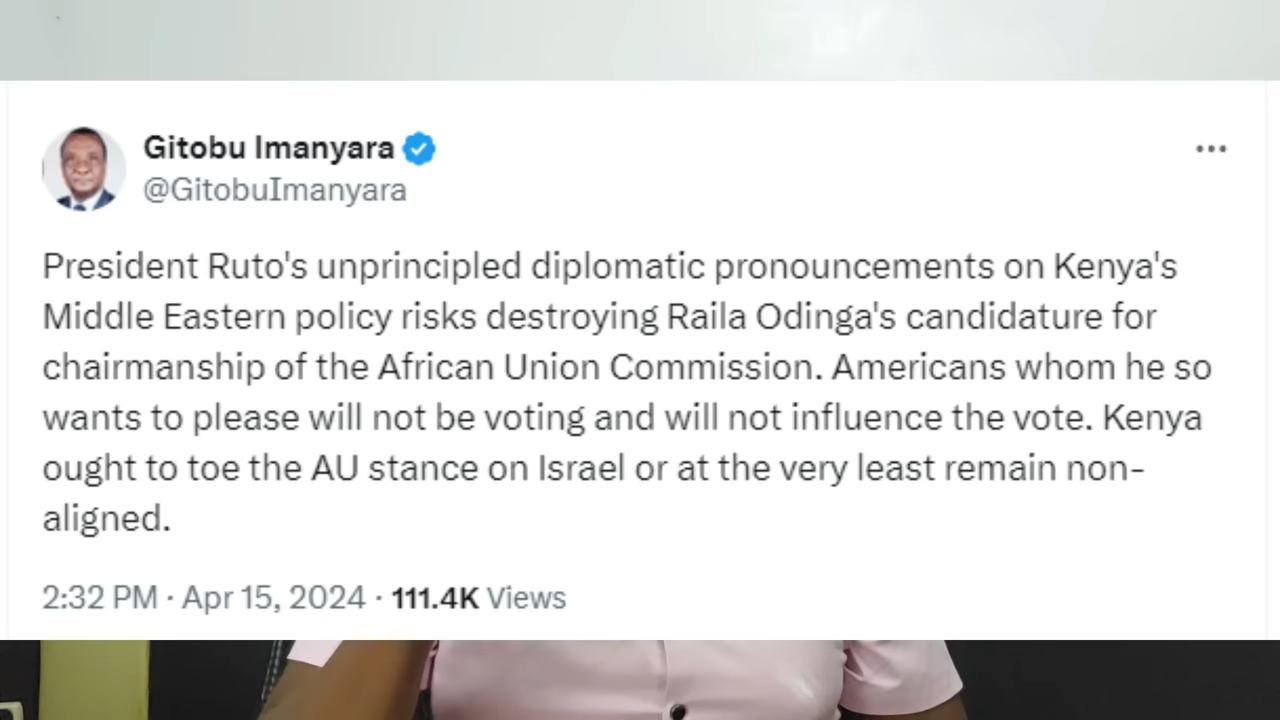 Gitobu Imanyara
@GitobuImanyara
President Ruto's unprincipled diplomatic pronouncements on Kenya's
Middle Eastern policy risks destroying Raila Odinga's candidature for
chairmanship of the African Union Commission. Americans whom he so
wants to please will not be voting and will not influence the vote. Kenya
ought to toe the AU stance on Israel or at the very least remain non-
aligned.
2:32 PM · Apr 15, 2024 · 111.4K Views